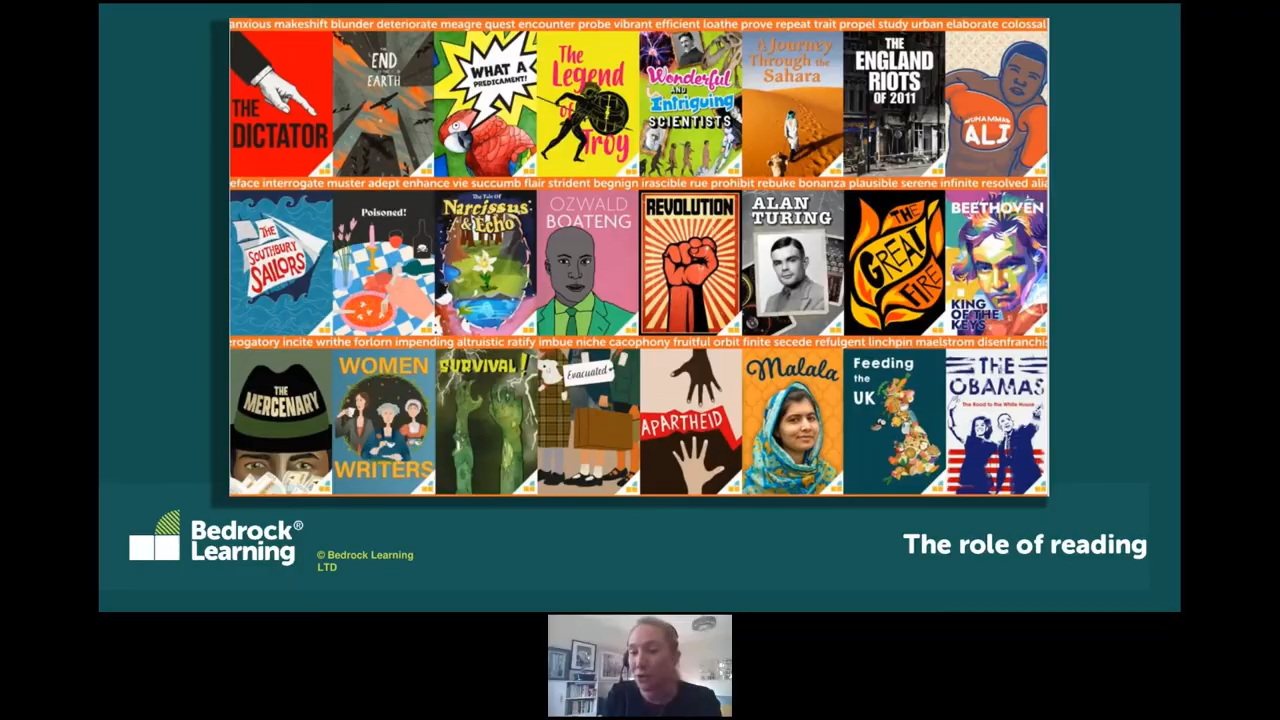 anxious makeshift blunder deteriorate meagre quest encounter probe vibrant efficient loathe prove repeat trait propel study urban elaborate colossal
THE
DICTATOR
THE
END
OF THE
EARTH
WHAT A
PREDICAMENT!
The
Legend
of
Troy
Wonderful
AND
Intriguing
SCIENTISTS
A Journey
Through the
Sahara
THE
ENGLAND
RIOTS
OF 2011
MUHAMMAD
ALI
eface interrogate muster adept enhance vie succumb flair strident begnign irascible rue prohibit rebuke bonanza plausible serene infinite resolved alia
THE
SOUTHBURY
SAILORS
Poisoned!
The Tale Of
Narcissus
& Echo
OZWALD
BOATENG
REVOLUTION
ALAN
TURING
THE
GREAT
FIRE
BEETHOVEN
KING
OF THE
KEYS
erogatory incite writhe forlorn impending altruistic ratify imbue niche cacophony fruitful orbit finite secede refulgent linchpin maelstrom disenfranchis
THE
MERCENARY
WOMEN
WRITERS
SURVIVAL!
Evacuated
APARTHEID
Malala
Feeding
the
UK
THE
OBAMAS
The Road to the White House
Bedrock®
Learning
© Bedrock Learning
LTD
The role of reading